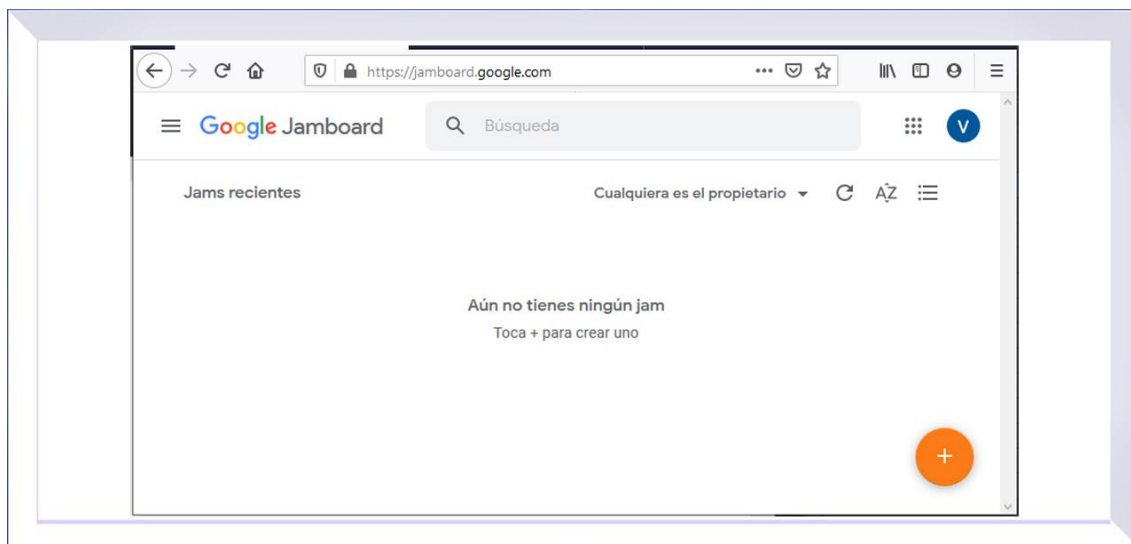 https://jamboard.google.com
Google Jamboard
Búsqueda
V
Jams recientes
Cualquiera es el propietario
AZ
Aún no tienes ningún jam
Toca + para crear uno
+